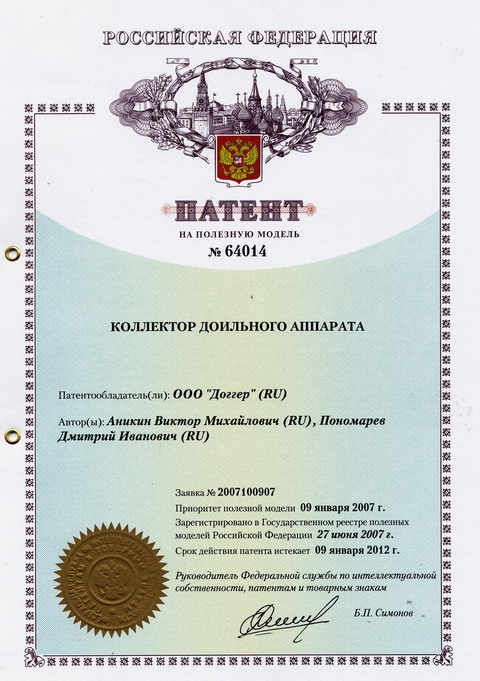 РОССИЙСКАЯ ФЕДЕРАЦИЯ
ПАТЕНТ
НА ПОЛЕЗНУЮ МОДЕЛЬ
№ 64014
КОЛЛЕКТОР ДОИЛЬНОГО АППАРАТА
Патентообладатель(ли): ООО "Доггер" (RU)
Автор(ы): Аникин Виктор Михайлович (RU), Пономарев
Дмитрий Иванович (RU)
Заявка № 2007100907
Приоритет полезной модели 09 января 2007 г.
Зарегистрировано в Государственном реестре полезных
моделей Российской Федерации 27 июня 2007 г.
Срок действия патента истекает 09 января 2012 г.
Руководитель Федеральной службы по интеллектуальной
собственности, патентам и товарным знакам
Б.П. Симонов